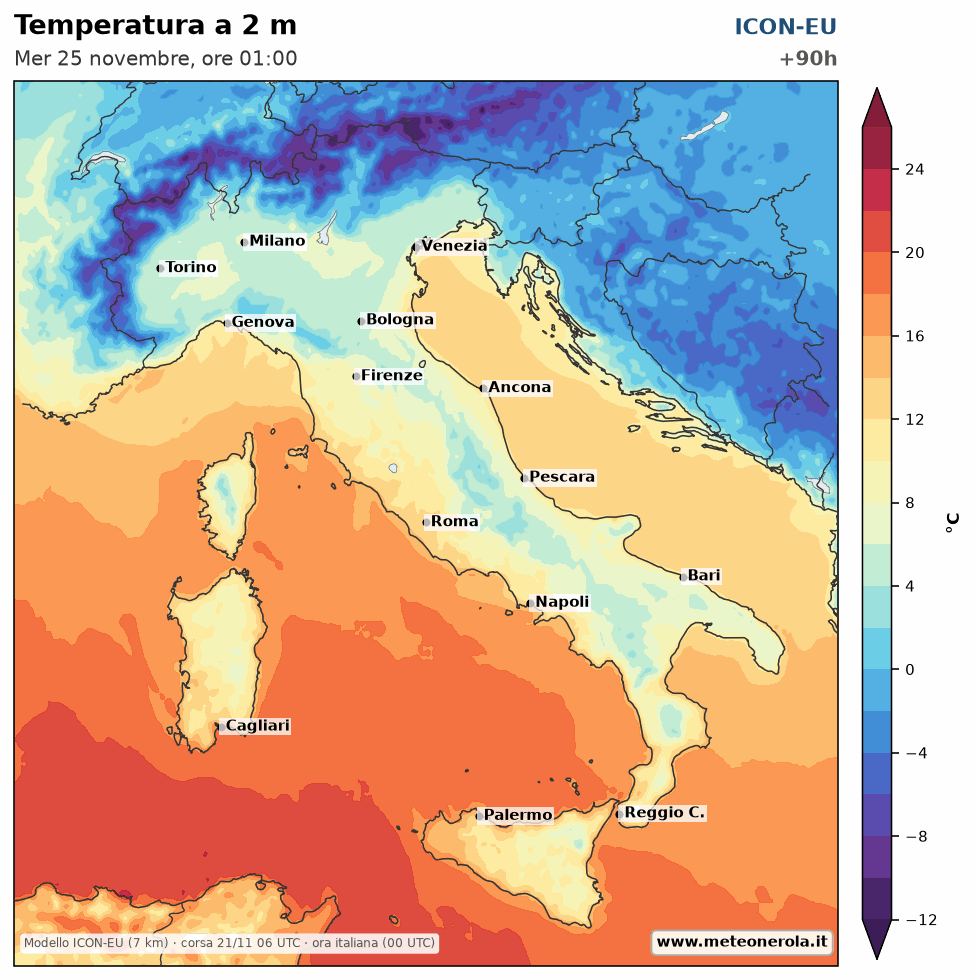 Temperatura a 2 m
ICON-EU
Mer 25 novembre, ore 01:00
+90h
Milano
Venezia
Torino
Genova
Bologna
Firenze
Ancona
Pescara
Roma
Bari
Napoli
Cagliari
Palermo
Reggio C.
24
20
16
12
8
4
0
−4
−8
−12
°C
Modello ICON-EU (7 km) · corsa 21/11 06 UTC · ora italiana (00 UTC)
www.meteonerola.it